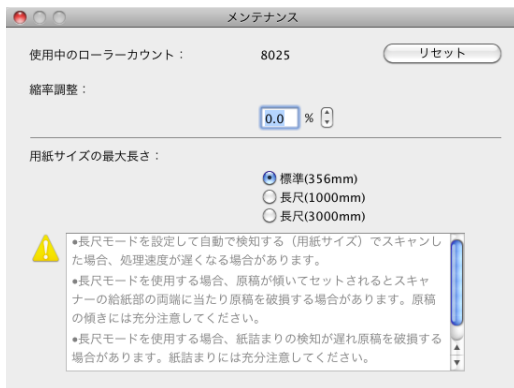 メンテナンス
使用中のローラーカウント： 8025 リセット
縮率調整：
0.0 %
用紙サイズの最大長さ：
標準(356mm)
長尺(1000mm)
長尺(3000mm)
●長尺モードを設定して自動で検知する（用紙サイズ）でスキャンし
た場合、処理速度が遅くなる場合があります。
●長尺モードを使用する場合、原稿が傾いてセットされるとスキャ
ナーの給紙部の両端に当たり原稿を破損する場合があります。原稿
の傾きには充分注意してください。
●長尺モードを使用する場合、紙詰まりの検知が遅れ原稿を破損する
場合があります。紙詰まりには充分注意してください。